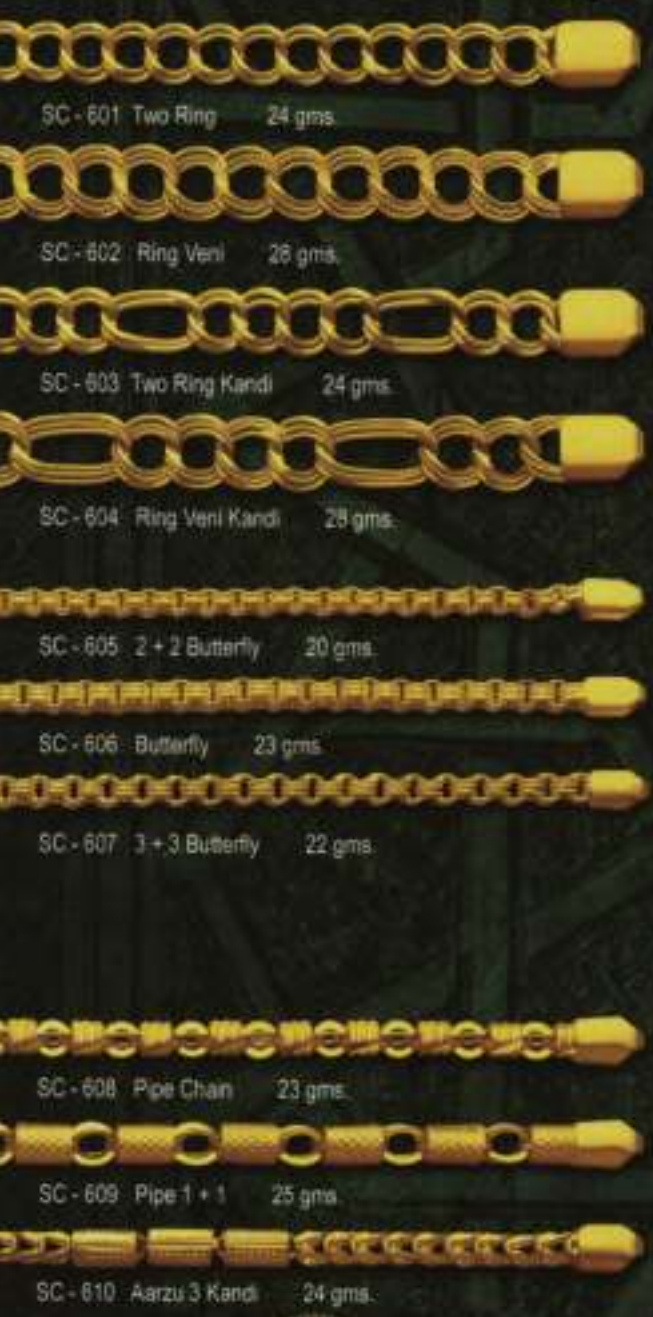 SC - 601 Two Ring 24 gms.
SC - 602 Ring Veni 28 gms.
SC - 603 Two Ring Kandi 24 gms.
SC - 604 Ring Veni Kandi 28 gms.
SC - 605 2 + 2 Butterfly 20 gms.
SC - 606 Butterfly 23 gms.
SC - 607 3 + 3 Butterfly 22 gms.
SC - 608 Pipe Chain 23 gms.
SC - 609 Pipe 1 + 1 25 gms.
SC - 610 Aarzu 3 Kandi 24 gms.